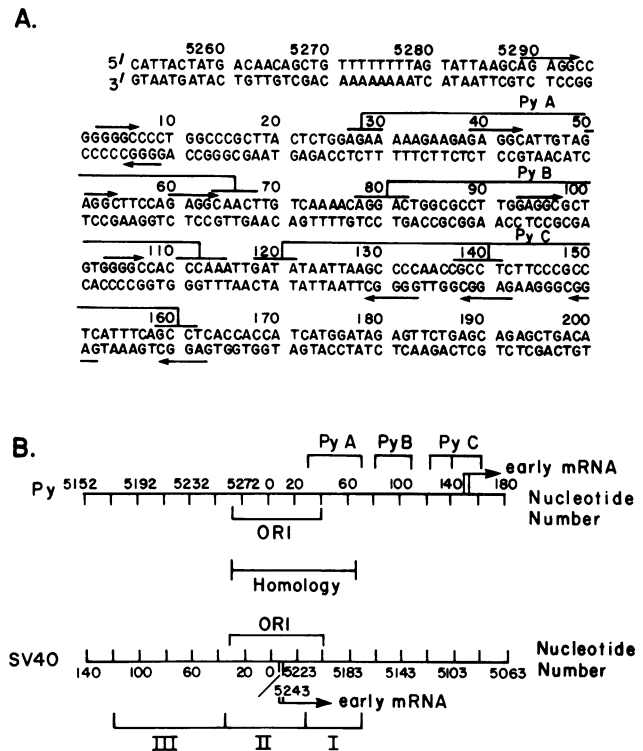 A.
5260 5270 5280 5290
5' CATTACTATG ACAACAGCTG TTTTTTTTTAG TATTAAGCAG AGGCC
3' GTAATGATAC TGTTGTCGAC AAAAAAAAATC ATAATTCGTC TCCGG
Py A
10 20 30 40 50
GGGGGCCCCT GGCCCGCTTA CTCTGGAGAA AAAGAAGAGA GGCATTGTAG
CCCCCGGGGA CCGGGCGAAT GAGACCTCTT TTTCTTCTCT CCGTAACATC
Py B
60 70 80 90 100
AGGCTTCCAG AGGCAACTTG TCAAAACAGG ACTGGCGCCT TGGAGGCGCT
TCCGAAGGTC TCCGTTGAAC AGTTTTGTCC TGACCGCGGA ACCTCCGCGA
Py C
110 120 130 140 150
GTGGGGCCAC CCAAATTGAT ATAATTAAGC CCCAACCGCC TCTTCCCGCC
CACCCCGGTG GGTTTAACTA TATTAATTCG GGGTTGGCGG AGAAGGGCGG
160 170 180 190 200
TCATTTCAGC CTCACCACCA TCATGGATAG AGTTCTGAGC AGAGCTGACA
AGTAAAGTCG GAGTGGTGGT AGTACCTATC TCAAGACTCG TCTCGACTGT
B.
Py A Py B Py C
early mRNA
Py 5152 5192 5232 5272 0 20 60 100 140 180
Nucleotide
Number
ORI
Homology
ORI
SV40
140 100 60 20 0 5223 5183 5143 5103 5063
Nucleotide
Number
5243
early mRNA
III II I